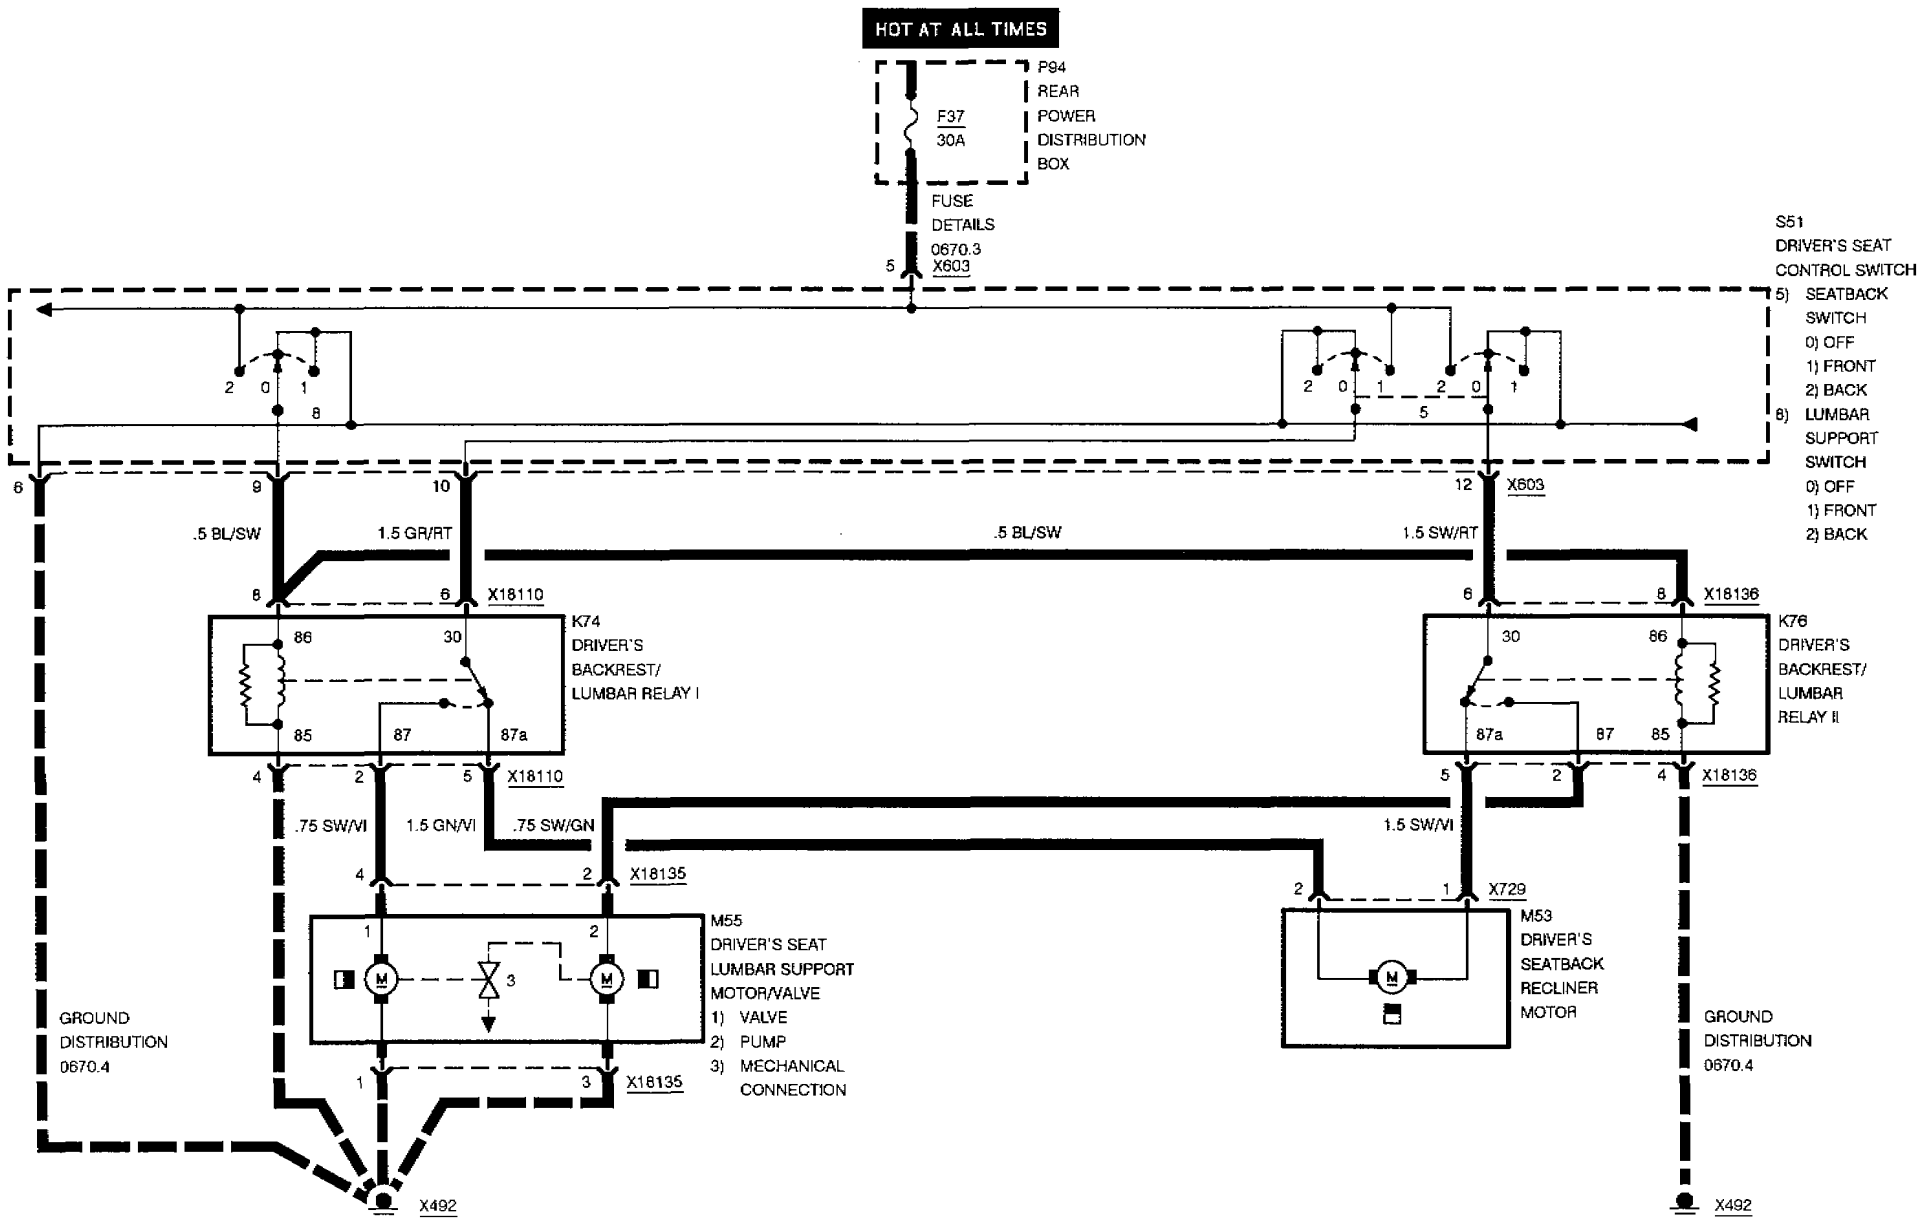 HOT AT ALL TIMES
P94
REAR
POWER
DISTRIBUTION
BOX
F37
30A
FUSE
DETAILS
0670.3
5 X603
S51
DRIVER'S SEAT
CONTROL SWITCH
5) SEATBACK
SWITCH
0) OFF
1) FRONT
2) BACK
8) LUMBAR
SUPPORT
SWITCH
0) OFF
1) FRONT
2) BACK
2 0 1
8
2 0 1 2 0 1
5
6 9 10 12 X603
.5 BL/SW 1.5 GR/RT .5 BL/SW 1.5 SW/RT
8 6 X18110 6 8 X18136
86 30
85 87 87a
K74
DRIVER'S
BACKREST/
LUMBAR RELAY I
30 86
87a 87 85
K76
DRIVER'S
BACKREST/
LUMBAR
RELAY II
4 2 5 X18110 5 2 4 X18136
.75 SW/VI 1.5 GN/VI .75 SW/GN 1.5 SW/VI
4 2 X18135 2 1 X729
1 2
M 3 M
M55
DRIVER'S SEAT
LUMBAR SUPPORT
MOTOR/VALVE
1) VALVE
2) PUMP
3) MECHANICAL
CONNECTION
M
M53
DRIVER'S
SEATBACK
RECLINER
MOTOR
GROUND
DISTRIBUTION
0670.4
GROUND
DISTRIBUTION
0670.4
1 3 X18135
X492
X492